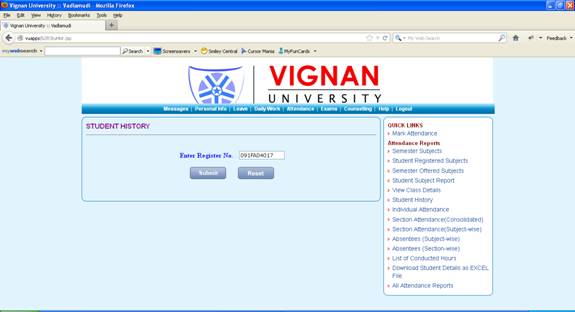 Vignan University :: Vadlamudi - Mozilla Firefox
File Edit View History Bookmarks Tools Help
Vignan University :: Vadlamudi
My Web Search
Feedback
mywebsearch Search Screensavers Smiley Central Cursor Mania MyFunCards
VIGNAN
UNIVERSITY
Messages | Personal Info | Leave | Daily Work | Attendance | Exams | Counselling | Help | Logout
STUDENT HISTORY
Enter Register No. 091FA04017
Submit Reset
QUICK LINKS
Mark Attendance
Attendance Reports
Semester Subjects
Student Registered Subjects
Semester Offered Subjects
Student Subject Report
View Class Details
Student History
Individual Attendance
Section Attendance(Consolidated)
Section Attendance(Subject-wise)
Absentees (Subject-wise)
Absentees (Section-wise)
List of Conducted Hours
Download Student Details as EXCEL
File
All Attendance Reports